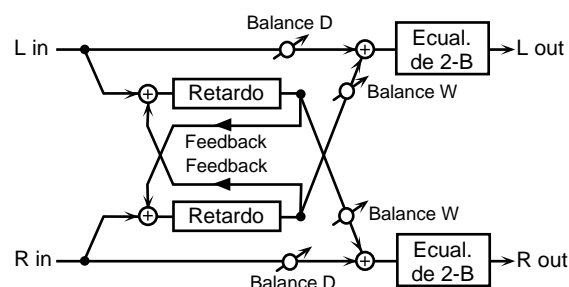 Balance D
L in
Ecual.
de 2-B
L out
Retardo
Balance W
Feedback
Feedback
Retardo
Balance W
R in
Balance D
Ecual.
de 2-B
R out